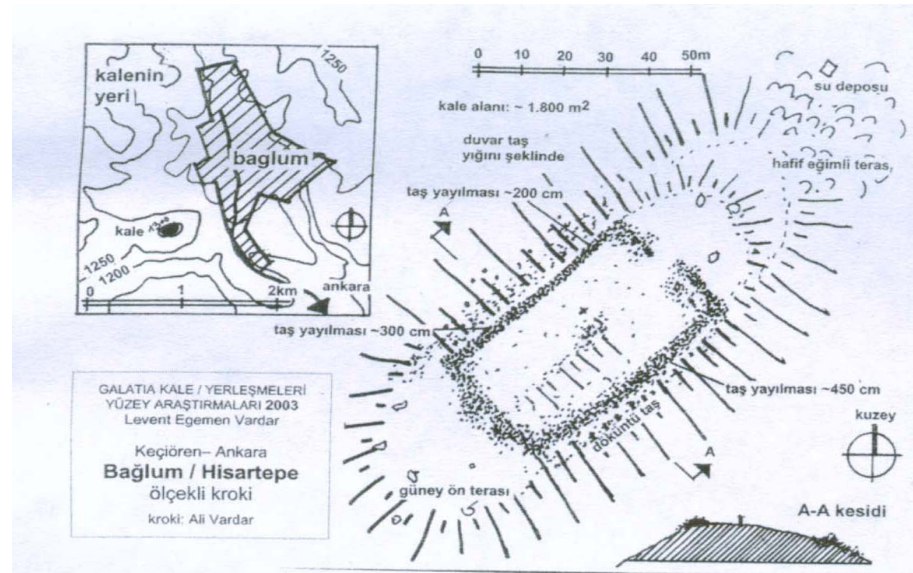 kalenin
yeri
1250
baglum
kale
1250
1200
ankara
0 1 2km
0 10 20 30 40 50m
kale alanı: ~ 1.800 m2
duvar taş
yığını şeklinde
taş yayılması ~200 cm
A
su deposu
hafif eğimli teras
taş yayılması ~300 cm
taş yayılması ~450 cm
döküntü taş
A
güney ön terası
kuzey
A-A kesidi
GALATIA KALE / YERLEŞMELERİ
YÜZEY ARAŞTIRMALARI 2003
Levent Egemen Vardar
Keçiören– Ankara
Bağlum / Hisartepe
ölçekli kroki
kroki: Ali Vardar